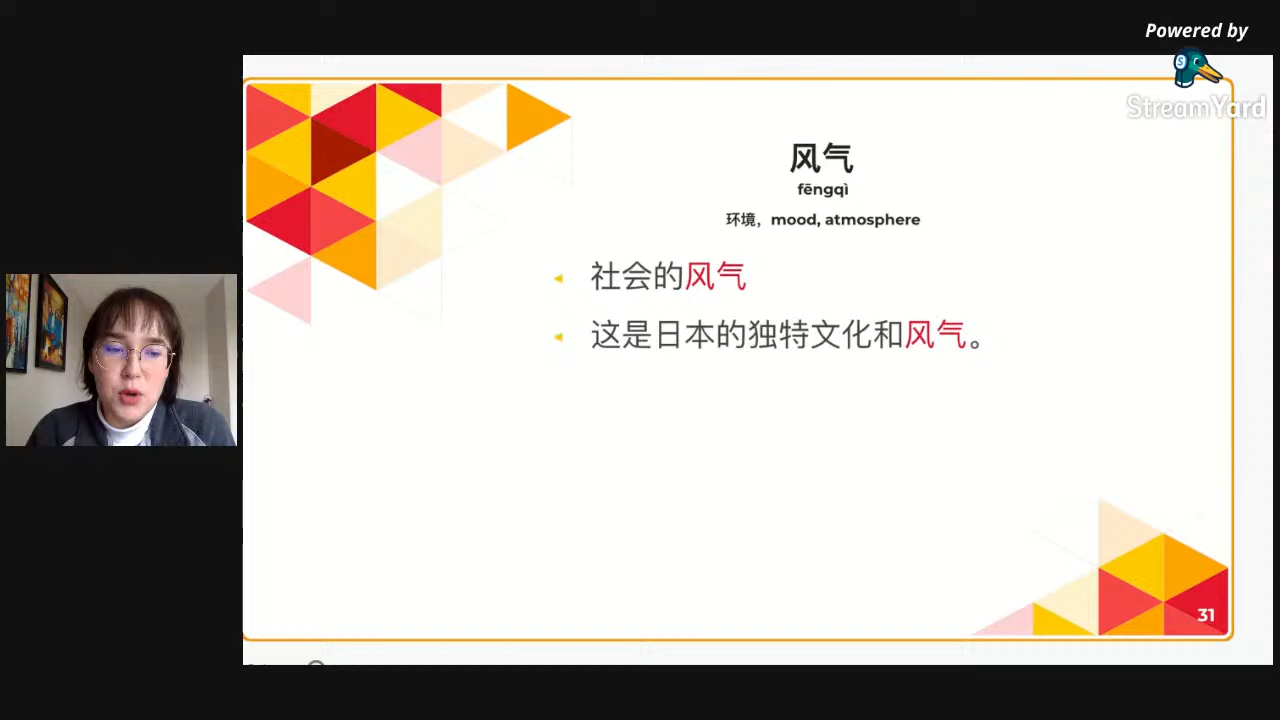 Powered by
StreamYard
风气
fēngqì
环境，mood, atmosphere
社会的风气
这是日本的独特文化和风气。
31